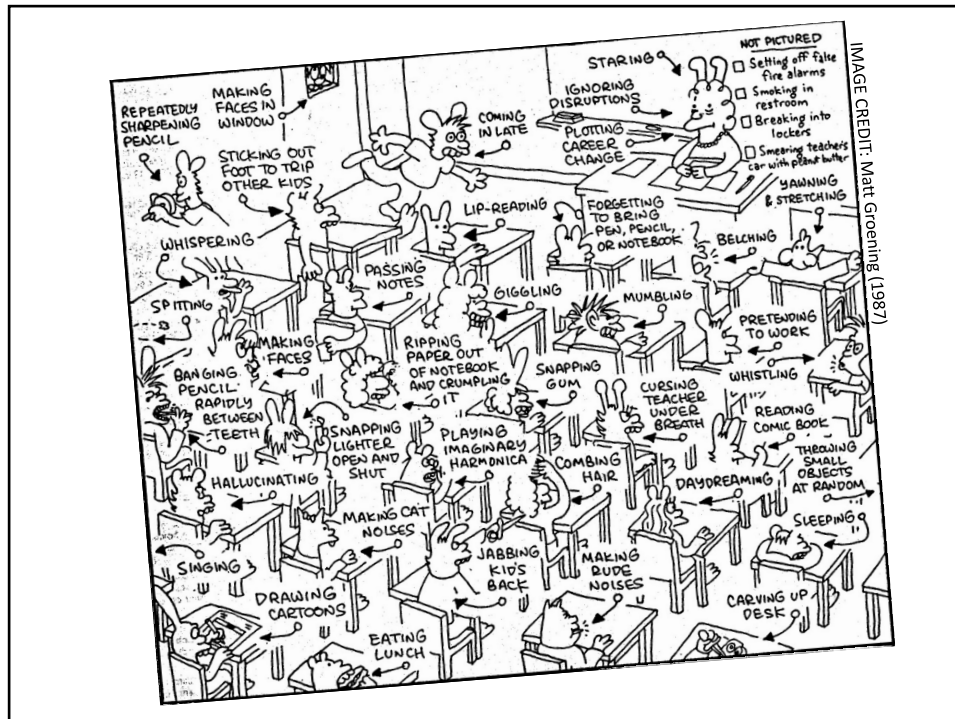 REPEATEDLY
SHARPENING
PENCIL
MAKING
FACES IN
WINDOW
STICKING OUT
FOOT TO TRIP
OTHER KIDS
COMING
IN LATE
STARING
IGNORING
DISRUPTIONS
PLOTTING
CAREER
CHANGE
NOT PICTURED
Setting off false
fire alarms
Smoking in
restroom
Breaking into
lockers
Smearing teacher's
car with peanut butter
IMAGE CREDIT: Matt Groening (1987)
WHISPERING
LIP-READING
FORGETTING
TO BRING
PEN, PENCIL,
OR NOTEBOOK
BELCHING
YAWNING
& STRETCHING
SPITTING
PASSING
NOTES
GIGGLING
MUMBLING
PRETENDING
TO WORK
BANGING
PENCIL
RAPIDLY
BETWEEN
TEETH
MAKING
FACES
RIPPING
PAPER OUT
OF NOTEBOOK
AND CRUMPLING
IT
SNAPPING
GUM
CURSING
TEACHER
UNDER
BREATH
WHISTLING
READING
COMIC BOOK
HALLUCINATING
SNAPPING
LIGHTER
OPEN AND
SHUT
PLAYING
IMAGINARY
HARMONICA
COMBING
HAIR
DAYDREAMING
THROWING
SMALL
OBJECTS
AT RANDOM
SINGING
MAKING CAT
NOISES
JABBING
KID'S
BACK
MAKING
RUDE
NOISES
SLEEPING
DRAWING
CARTOONS
EATING
LUNCH
CARVING UP
DESK